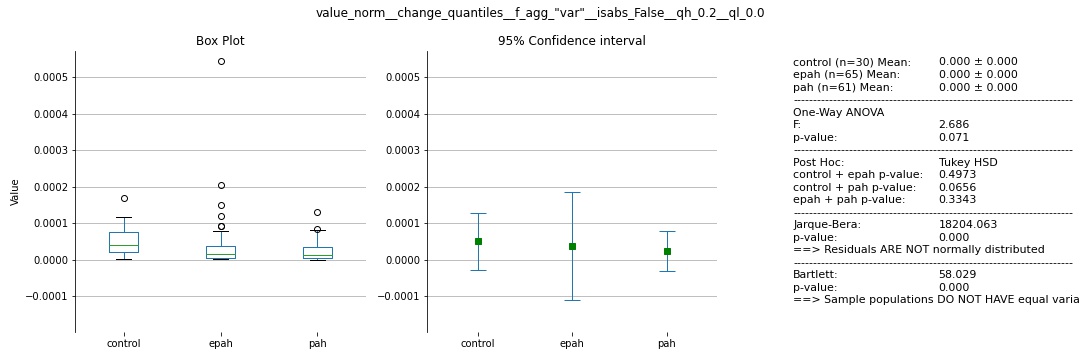 value_norm__change_quantiles__f_agg_"var"__isabs_False__qh_0.2__ql_0.0
Box Plot
Value
0.0005
0.0004
0.0003
0.0002
0.0001
0.0000
−0.0001
control epah pah
95% Confidence interval
0.0005
0.0004
0.0003
0.0002
0.0001
0.0000
−0.0001
control epah pah
control (n=30) Mean: 0.000 ± 0.000
epah (n=65) Mean: 0.000 ± 0.000
pah (n=61) Mean: 0.000 ± 0.000
One-Way ANOVA
F: 2.686
p-value: 0.071
Post Hoc: Tukey HSD
control + epah p-value: 0.4973
control + pah p-value: 0.0656
epah + pah p-value: 0.3343
Jarque-Bera: 18204.063
p-value: 0.000
==> Residuals ARE NOT normally distributed
Bartlett: 58.029
p-value: 0.000
==> Sample populations DO NOT HAVE equal varia